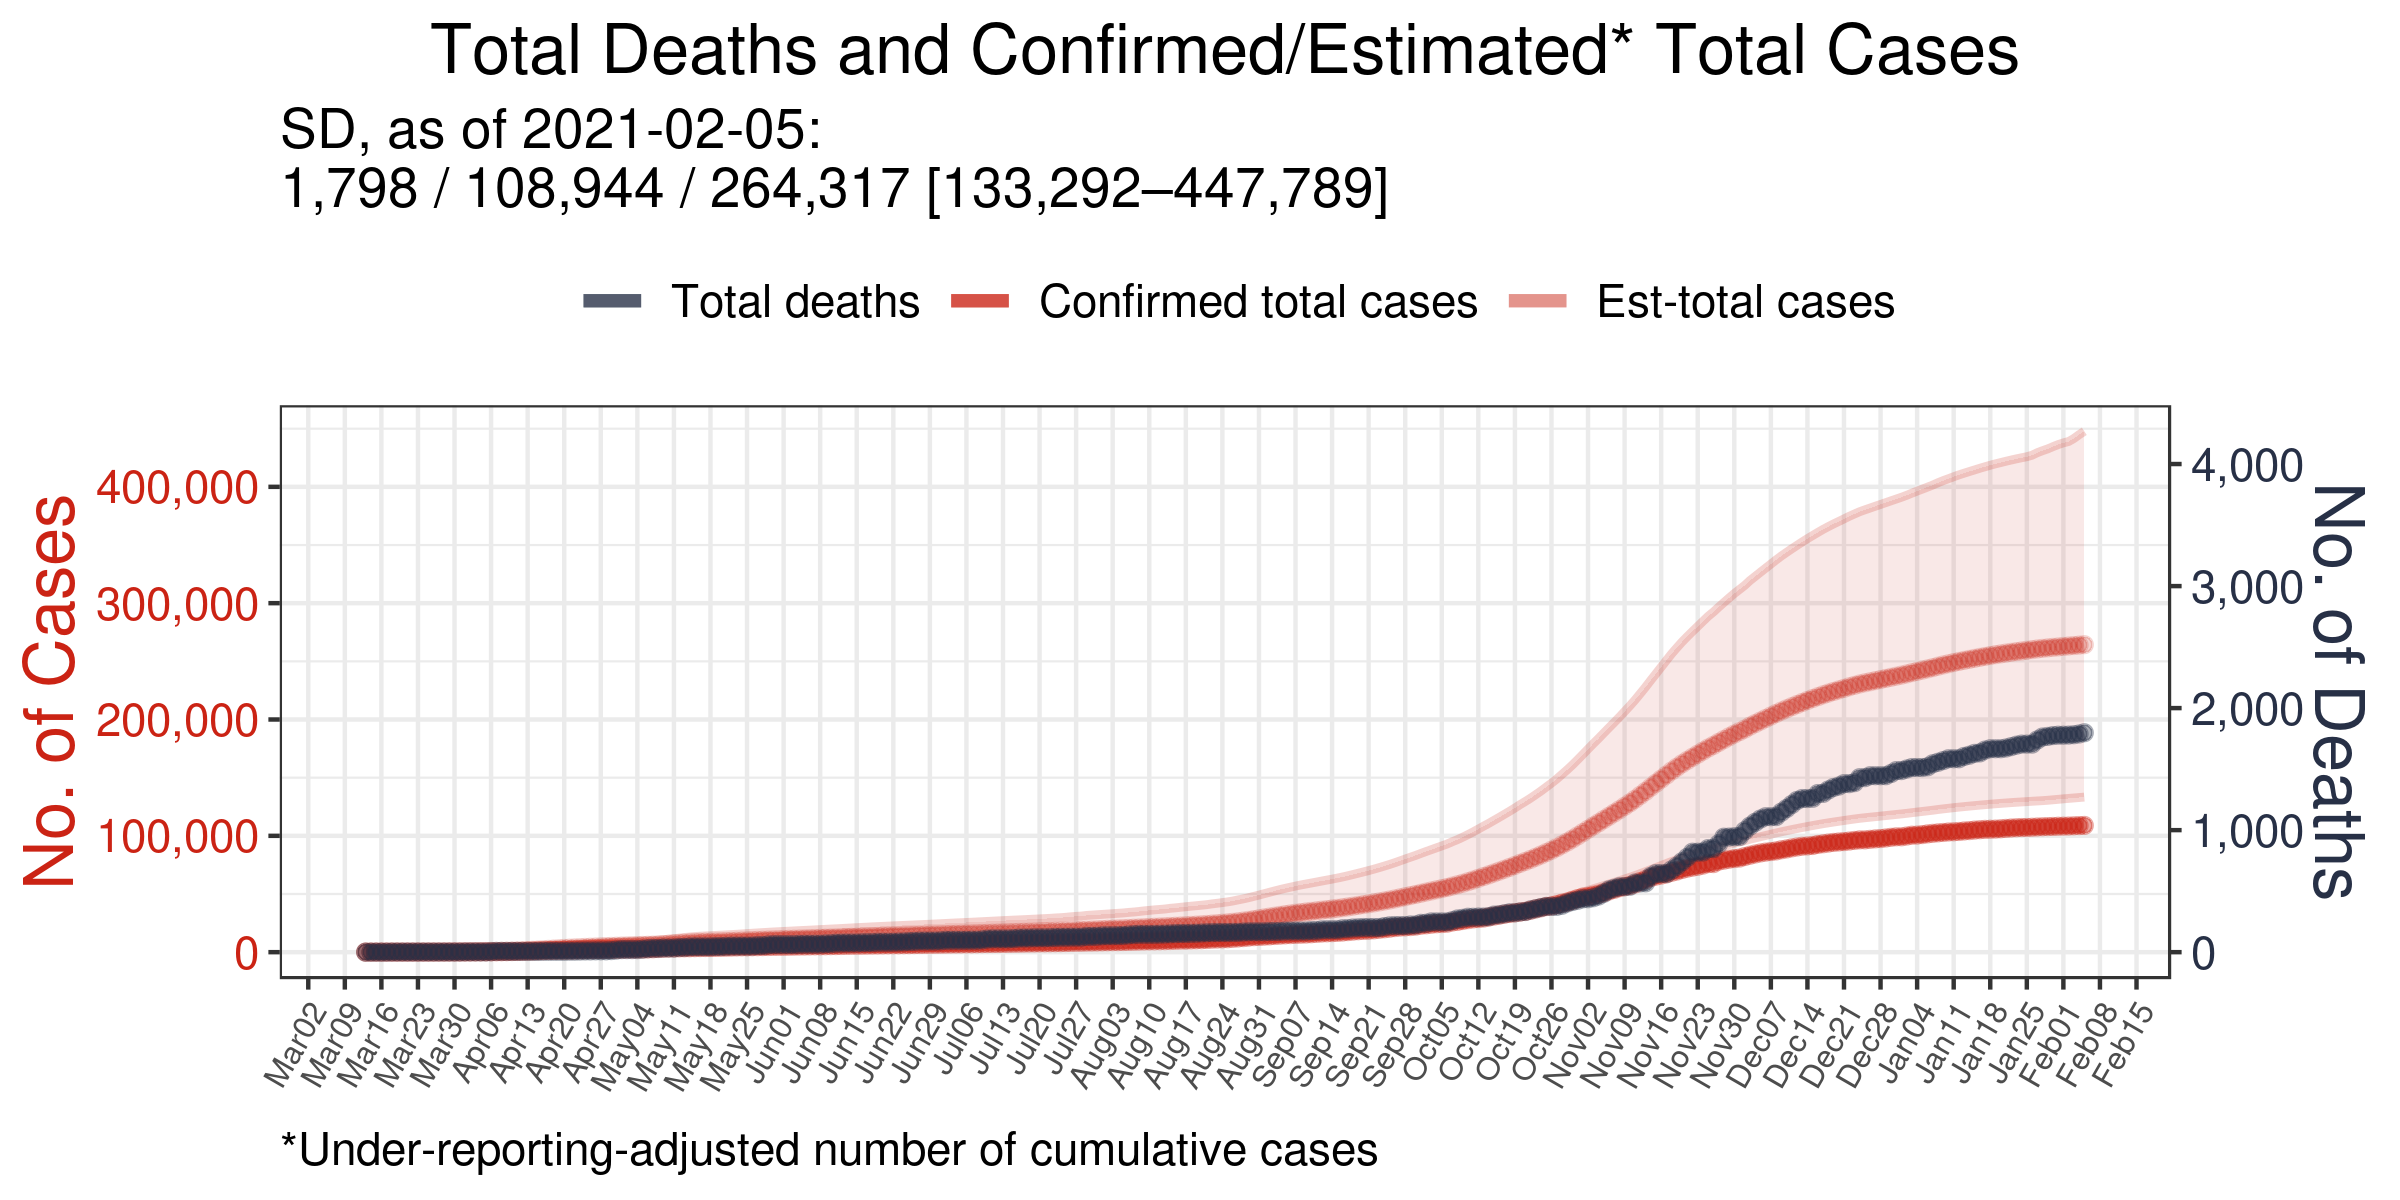 Total Deaths and Confirmed/Estimated* Total Cases
SD, as of 2021-02-05:
1,798 / 108,944 / 264,317 [133,292–447,789]
Total deaths
Confirmed total cases
Est-total cases
No. of Cases
400,000
300,000
200,000
100,000
0
4,000
3,000
2,000
1,000
0
No. of Deaths
Mar02
Mar09
Mar16
Mar23
Mar30
Apr06
Apr13
Apr20
Apr27
May04
May11
May18
May25
Jun01
Jun08
Jun15
Jun22
Jun29
Jul06
Jul13
Jul20
Jul27
Aug03
Aug10
Aug17
Aug24
Aug31
Sep07
Sep14
Sep21
Sep28
Oct05
Oct12
Oct19
Oct26
Nov02
Nov09
Nov16
Nov23
Nov30
Dec07
Dec14
Dec21
Dec28
Jan04
Jan11
Jan18
Jan25
Feb01
Feb08
Feb15
*Under-reporting-adjusted number of cumulative cases